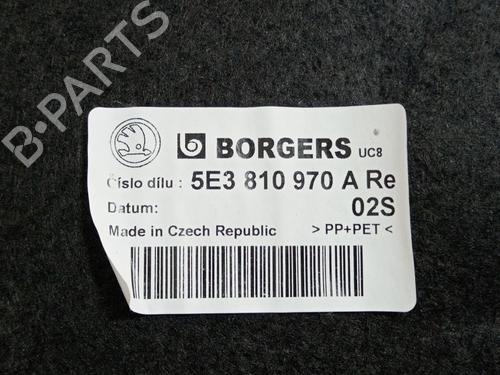 B-PARTS
BORGERS UC8
Číslo dílu : 5E3 810 970 A Re
Datum: 02S
Made in Czech Republic > PP+PET <